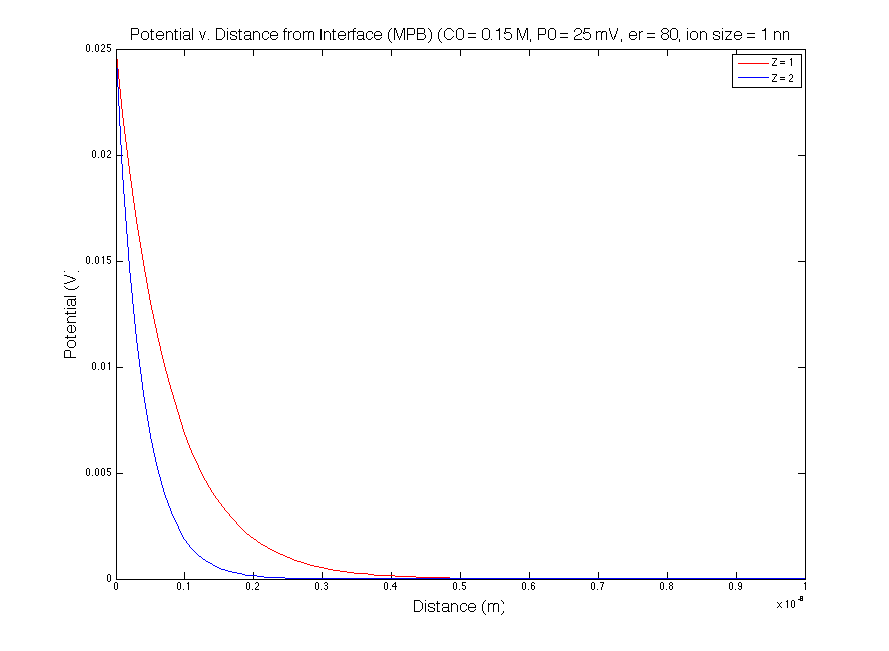 Potential v. Distance from Interface (MPB) (C0 = 0.15 M, P0 = 25 mV, er = 80, ion size = 1 nn
Z = 1
Z = 2
0.025
0.02
0.015
0.01
0.005
0
Potential (V.
0 0.1 0.2 0.3 0.4 0.5 0.6 0.7 0.8 0.9 1
x 10⁻⁸
Distance (m)